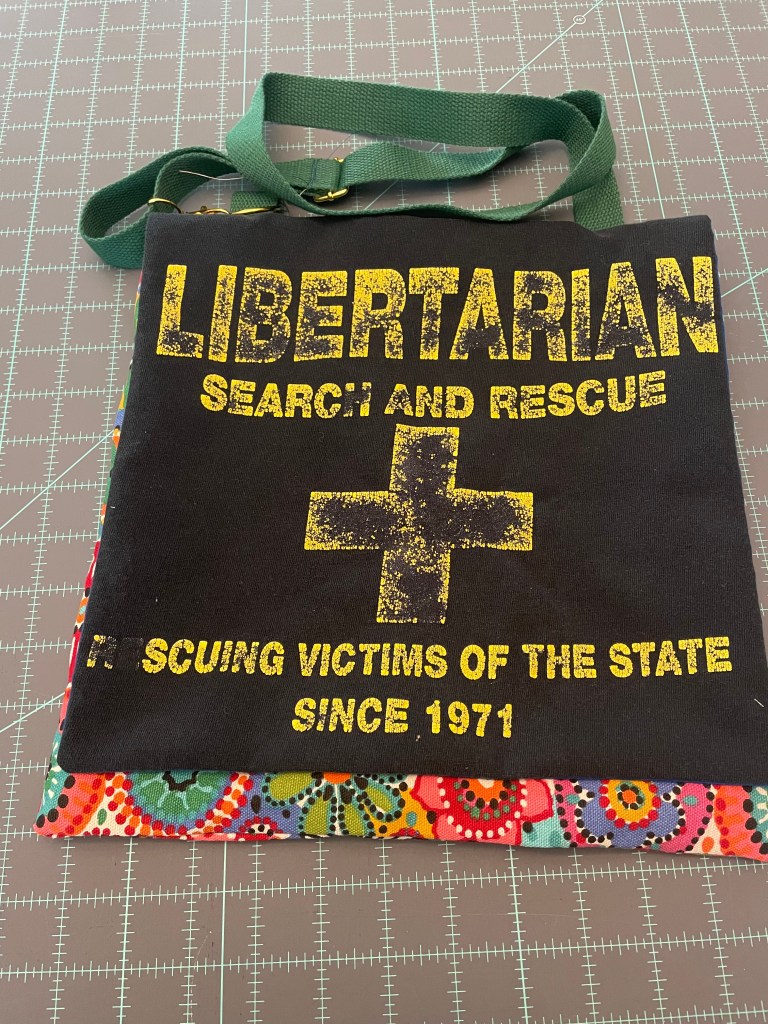 LIBERTARIAN
SEARCH AND RESCUE
RESCUING VICTIMS OF THE STATE
SINCE 1971